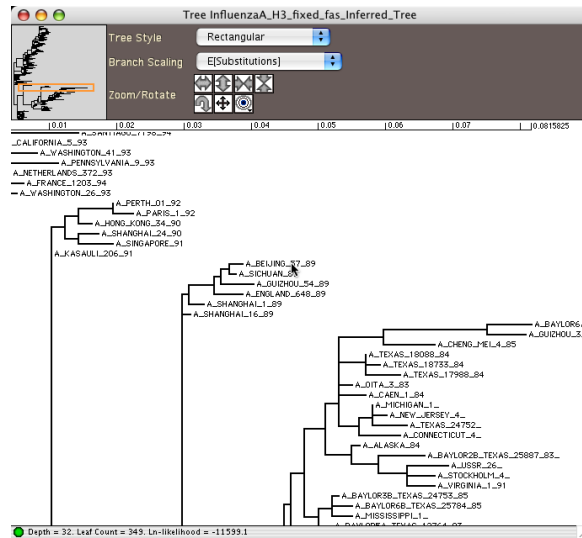 Tree InfluenzaA_H3_fixed_fas_Inferred_Tree
Tree Style Rectangular
Branch Scaling E[Substitutions]
Zoom/Rotate
0.01 0.02 0.03 0.04 0.05 0.06 0.07 0.0815825
A_SANTIAGO_7198_94
_CALIFORNIA_5_93
A_WASHINGTON_41_93
A_PENNSYLVANIA_9_93
A_NETHERLANDS_372_93
A_FRANCE_1203_94
A_WASHINGTON_26_93
A_PERTH_01_92
A_PARIS_1_92
A_HONG_KONG_34_90
A_SHANGHAI_24_90
A_SINGAPORE_91
A_KASAULI_206_91
A_BEIJING_37_89
A_SICHUAN_8
A_GUIZHOU_54_89
A_ENGLAND_648_89
A_SHANGHAI_1_89
A_SHANGHAI_16_89
A_BAYLOR6
A_GUIZHOU_3
A_CHENG_MEI_4_85
A_TEXAS_18088_84
A_TEXAS_18733_84
A_TEXAS_17988_84
A_OITA_3_83
A_CAEN_1_84
A_MICHIGAN_1_
A_NEW_JERSEY_4_
A_TEXAS_24752_
A_CONNECTICUT_4_
A_ALASKA_84
A_BAYLOR2B_TEXAS_25887_83_
A_USSR_26_
A_STOCKHOLM_4_
A_VIRGINIA_1_91
A_BAYLOR3B_TEXAS_24753_85
A_BAYLOR6B_TEXAS_25784_85
A_MISSISSIPPI_1_
Depth = 32. Leaf Count = 349. Ln-likelihood = -11599.1